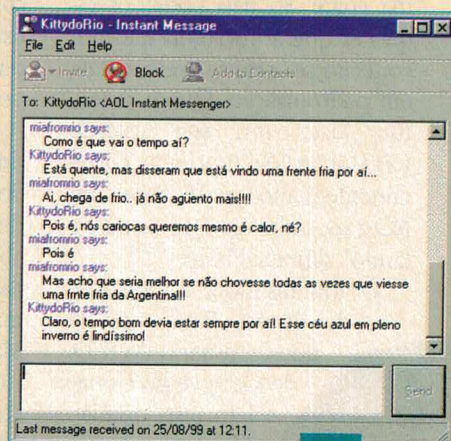 KittydoRio - Instant Message
File Edit Help
Invite Block Add to Contacts
To: KittydoRio <AOL Instant Messenger>
miafromrio says:
Como é que vai o tempo aí?
KittydoRio says:
Está quente, mas disseram que está vindo uma frente fria por aí...
miafromrio says:
Ai, chega de frio.. já não agüento mais!!!!
KittydoRio says:
Pois é, nós cariocas queremos mesmo é calor, né?
miafromrio says:
Pois é
miafromrio says:
Mas acho que seria melhor se não chovesse todas as vezes que viesse
uma frnte fria da Argentina!!!
KittydoRio says:
Claro, o tempo bom devia estar sempre por aí! Esse céu azul em pleno
inverno é lindíssimo!
Send
Last message received on 25/08/99 at 12:11.